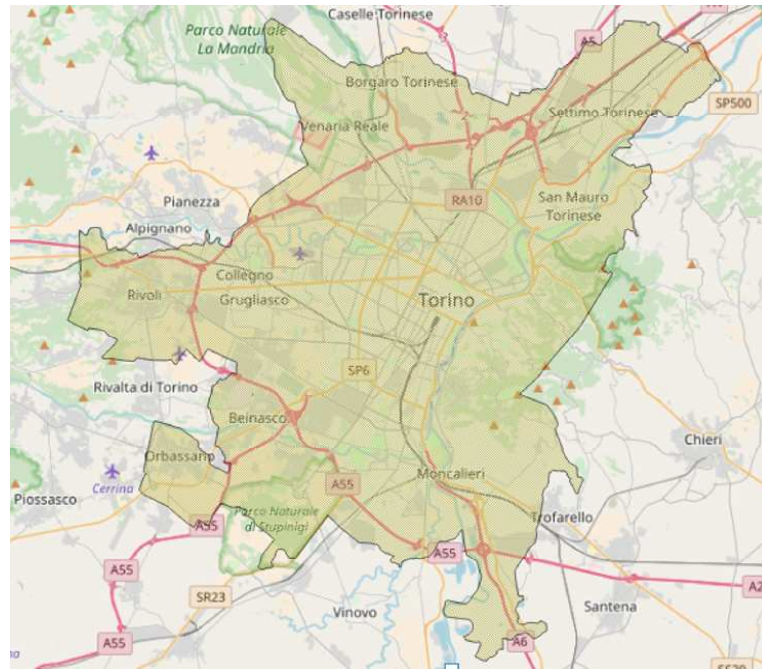 Caselle Torinese
Parco Naturale
La Mandria
A5
Borgaro Torinese
Settimo Torinese
SP500
Venaria Reale
Pianezza
RA10
San Mauro
Torinese
Alpignano
Collegno
Rivoli
Grugliasco
Torino
SP6
Rivalta di Torino
Beinasco
Chieri
Orbassano
Cerrina
Piossasco
A55
Moncalieri
Parco Naturale
di Stupinigi
Trofarello
A55
A55
A55
A2
SR23
Vinovo
Santena
A55
A6